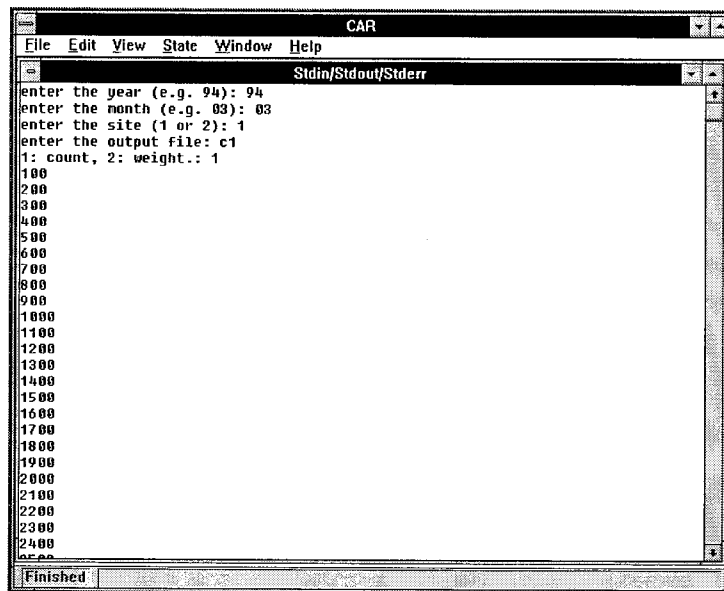 CAR
File Edit View State Window Help
Stdin/Stdout/Stderr
enter the year (e.g. 94): 94
enter the month (e.g. 03): 03
enter the site (1 or 2): 1
enter the output file: c1
1: count, 2: weight.: 1
100
200
300
400
500
600
700
800
900
1000
1100
1200
1300
1400
1500
1600
1700
1800
1900
2000
2100
2200
2300
2400
Finished